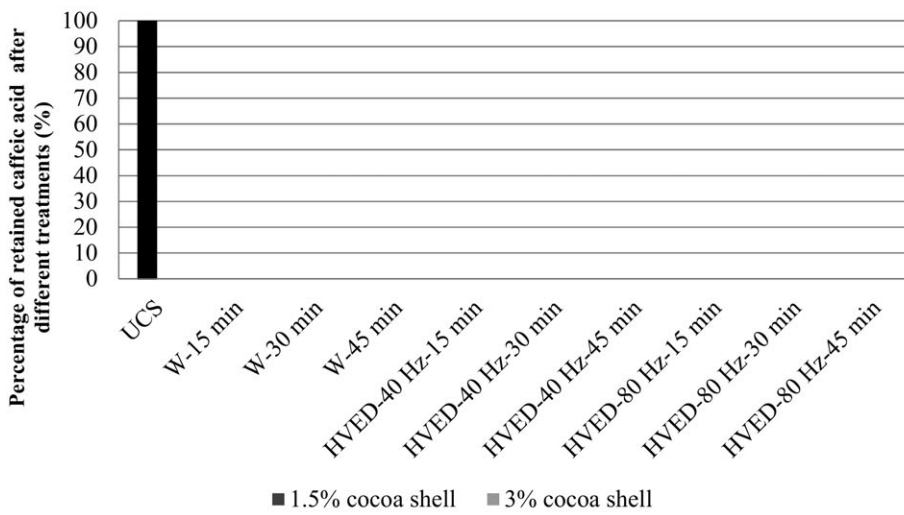 Percentage of retained caffeic acid after
different treatments (%)
100
90
80
70
60
50
40
30
20
10
0
UCS
W-15 min
W-30 min
W-45 min
HVED-40 Hz-15 min
HVED-40 Hz-30 min
HVED-40 Hz-45 min
HVED-80 Hz-15 min
HVED-80 Hz-30 min
HVED-80 Hz-45 min
1.5% cocoa shell 3% cocoa shell